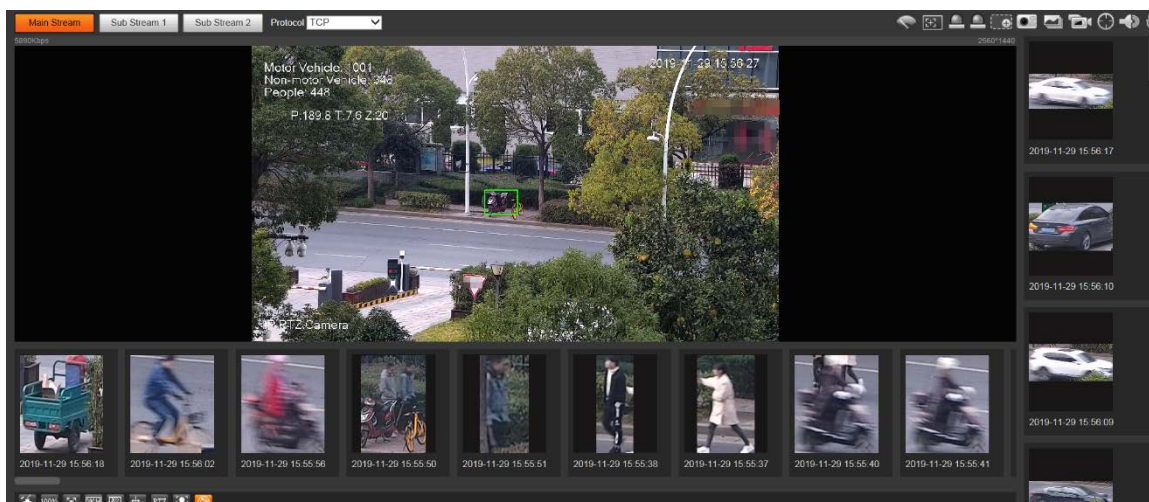 Main Stream Sub Stream 1 Sub Stream 2 Protocol TCP
5890Kbps 2560*1440
Motor Vehicle: 1001
Non-motor Vehicle: 348
People: 448
P:189.8 T:7.6 Z:20
2019-11-29 15:56:27
PTZ Camera
2019-11-29 15:56:17
2019-11-29 15:56:10
2019-11-29 15:56:09
2019-11-29 15:56:18 2019-11-29 15:56:02 2019-11-29 15:55:56 2019-11-29 15:55:50 2019-11-29 15:55:51 2019-11-29 15:55:38 2019-11-29 15:55:37 2019-11-29 15:55:40 2019-11-29 15:55:41
100% PTZ